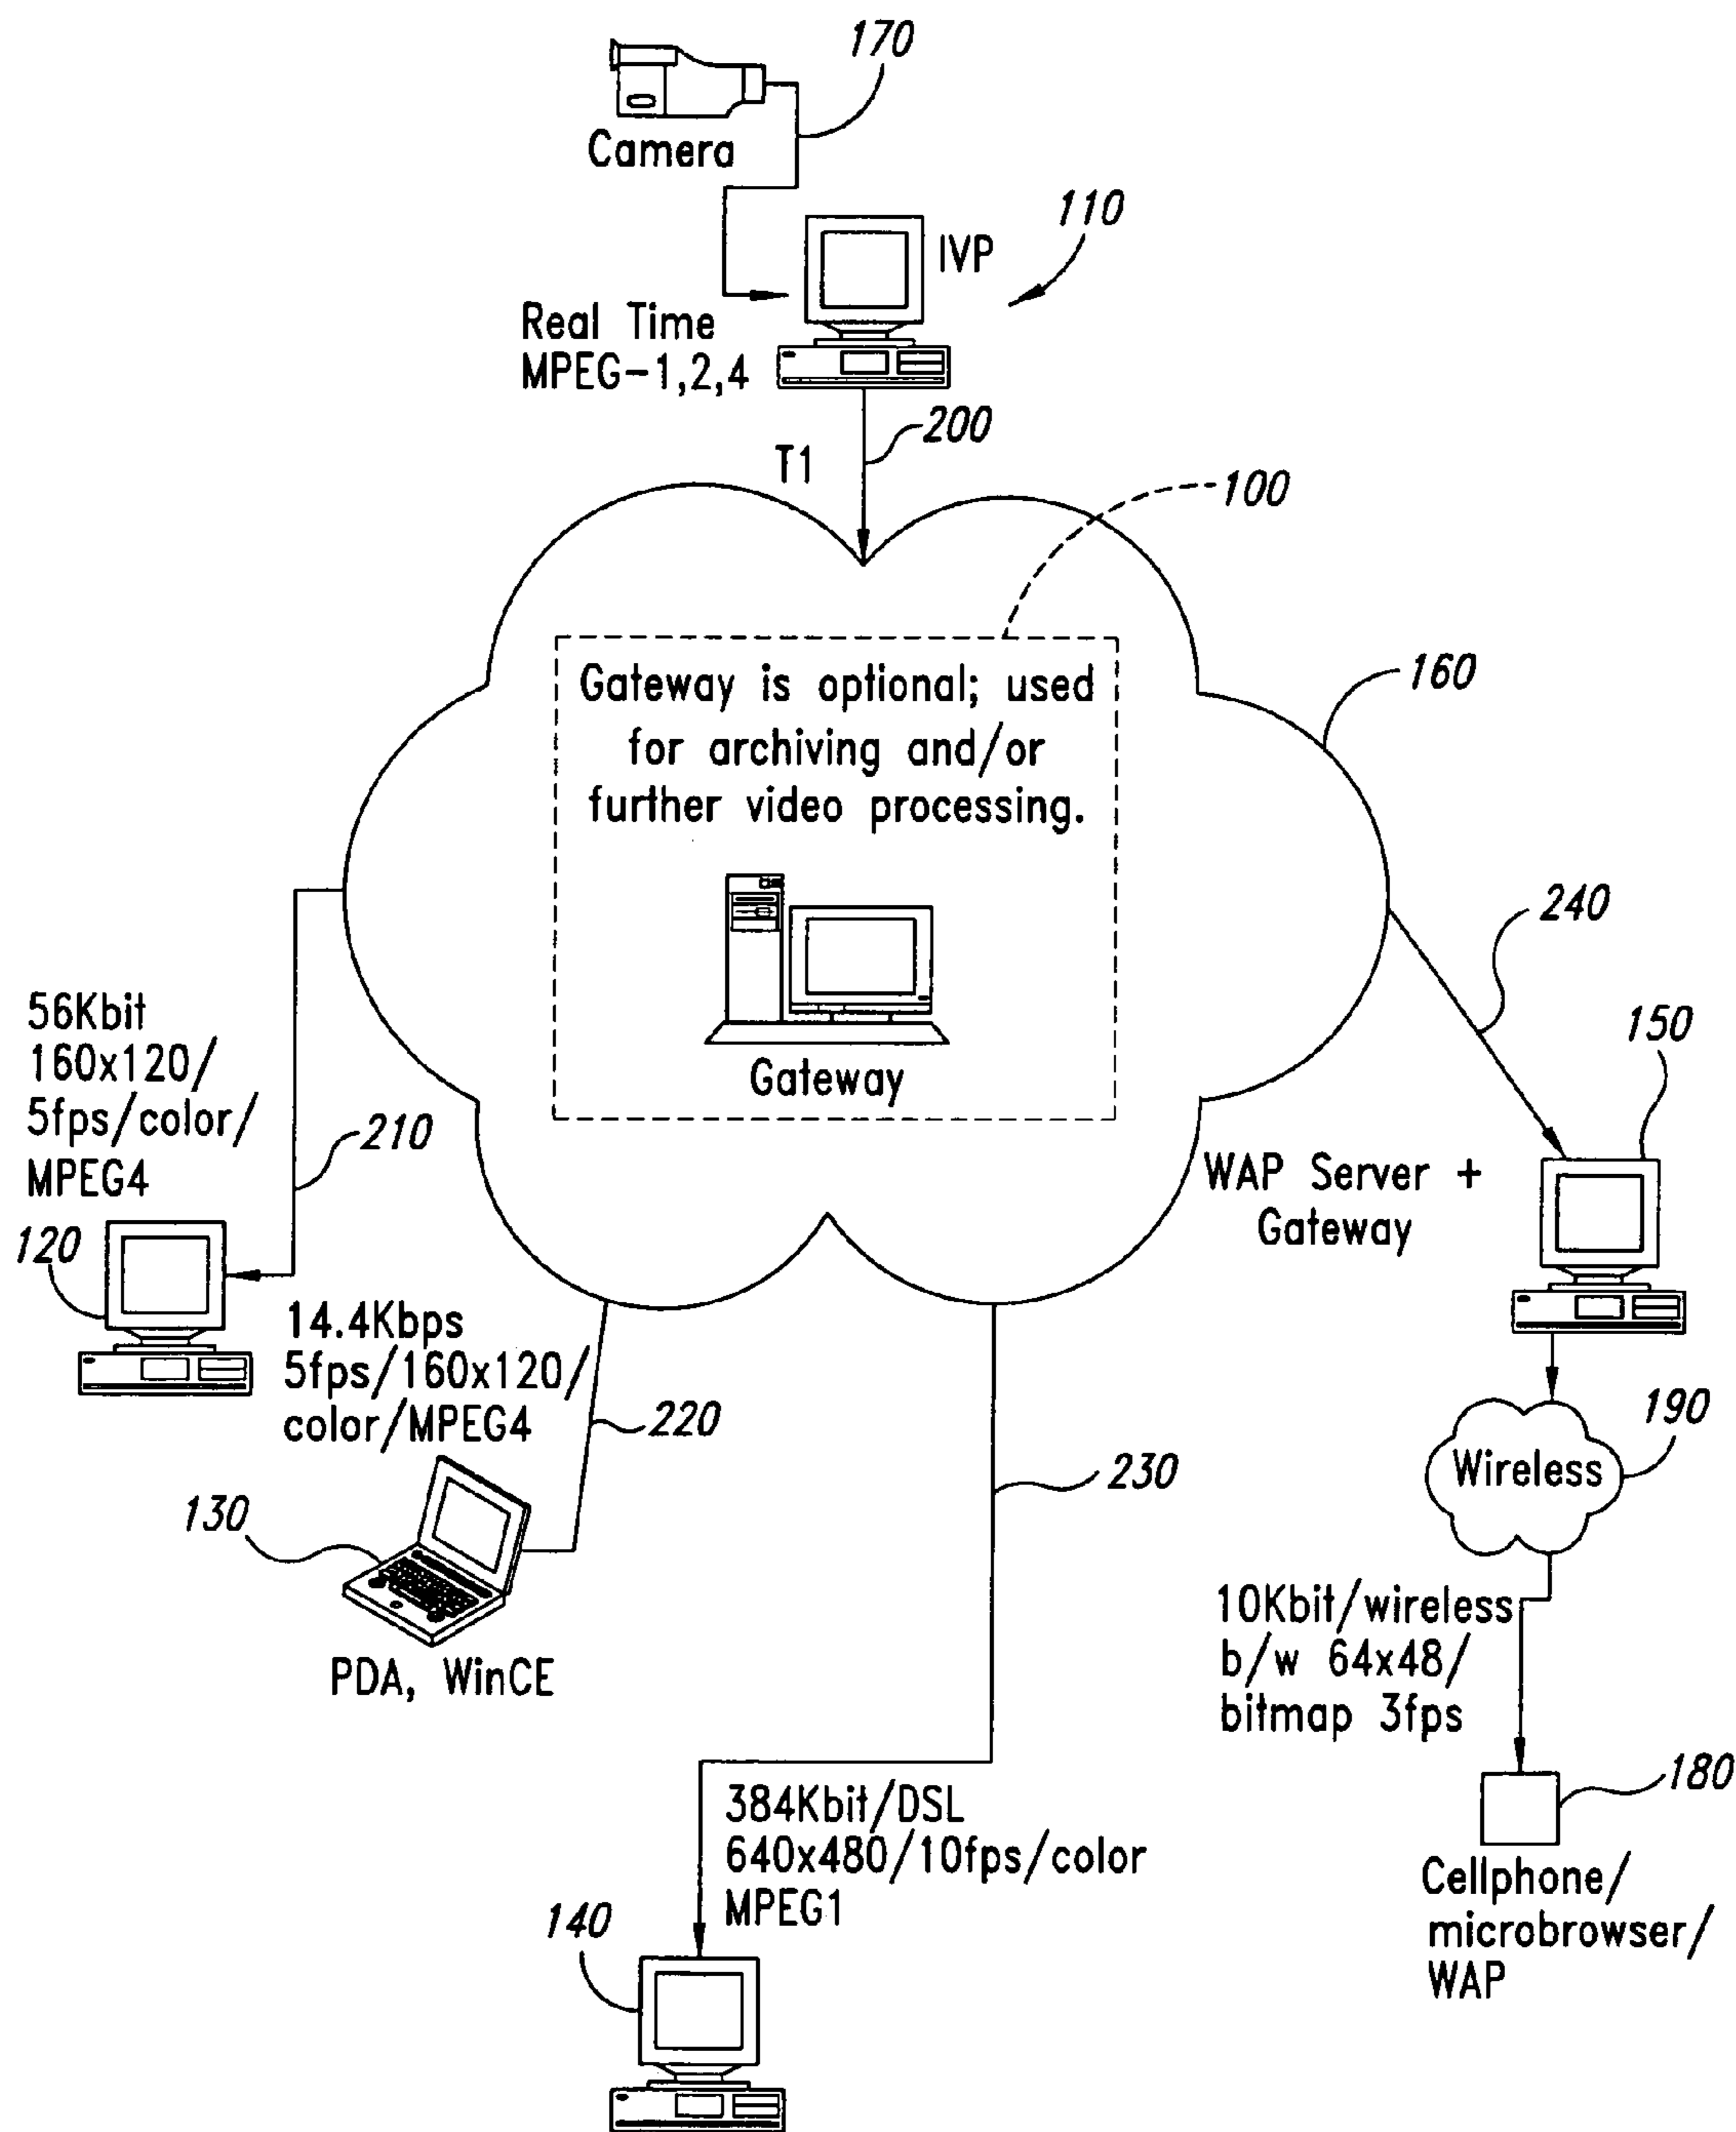 170
Camera
110
IVP
Real Time
MPEG-1,2,4
200
T1
100
Gateway is optional; used
for archiving and/or
further video processing.
160
Gateway
240
150
56Kbit
160x120/
5fps/color/
MPEG4
210
WAP Server +
Gateway
120
14.4Kbps
5fps/160x120/
color/MPEG4
220
190
Wireless
230
130
PDA, WinCE
10Kbit/wireless
b/w 64x48/
bitmap 3fps
180
384Kbit/DSL
640x480/10fps/color
MPEG1
140
Cellphone/
microbrowser/
WAP